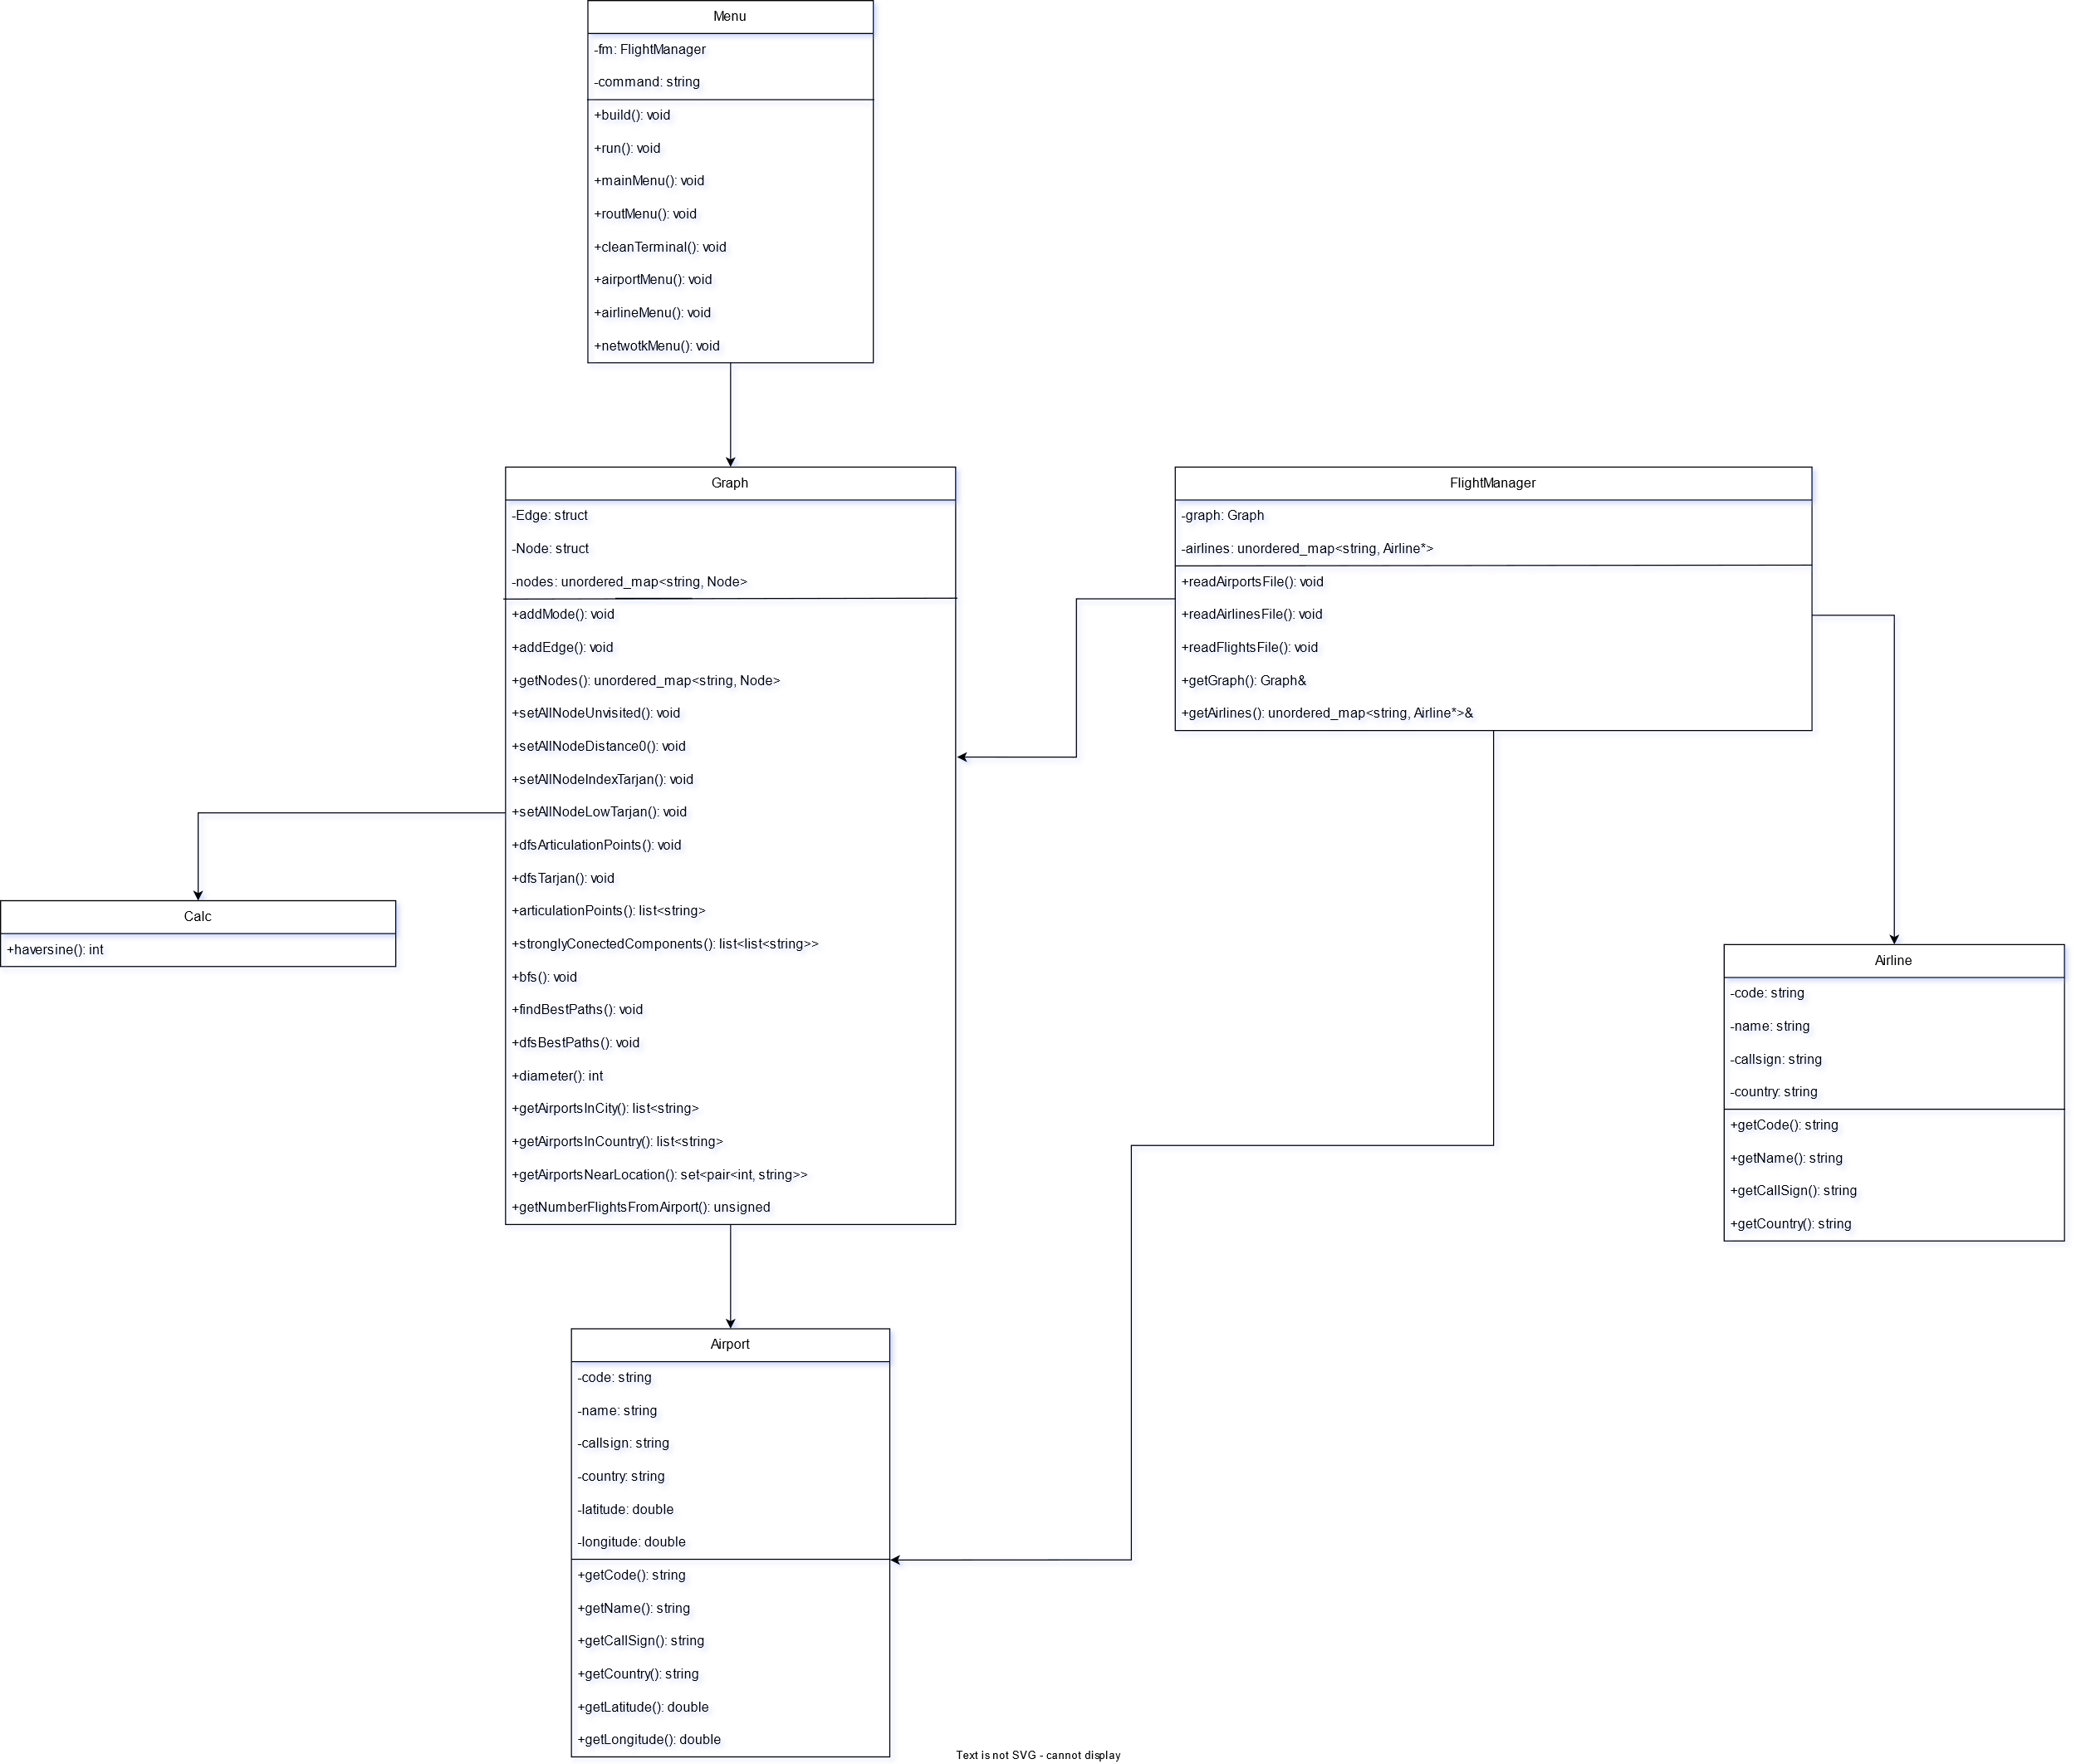 Menu
-fm: FlightManager
-command: string
+build(): void
+run(): void
+mainMenu(): void
+routMenu(): void
+cleanTerminal(): void
+airportMenu(): void
+airlineMenu(): void
+netwotkMenu(): void
Graph
-Edge: struct
-Node: struct
-nodes: unordered_map<string, Node>
+addMode(): void
+addEdge(): void
+getNodes(): unordered_map<string, Node>
+setAllNodeUnvisited(): void
+setAllNodeDistance0(): void
+setAllNodeIndexTarjan(): void
+setAllNodeLowTarjan(): void
+dfsArticulationPoints(): void
+dfsTarjan(): void
+articulationPoints(): list<string>
+stronglyConectedComponents(): list<list<string>>
+bfs(): void
+findBestPaths(): void
+dfsBestPaths(): void
+diameter(): int
+getAirportsInCity(): list<string>
+getAirportsInCountry(): list<string>
+getAirportsNearLocation(): set<pair<int, string>>
+getNumberFlightsFromAirport(): unsigned
FlightManager
-graph: Graph
-airlines: unordered_map<string, Airline*>
+readAirportsFile(): void
+readAirlinesFile(): void
+readFlightsFile(): void
+getGraph(): Graph&
+getAirlines(): unordered_map<string, Airline*>&
Calc
+haversine(): int
Airline
-code: string
-name: string
-callsign: string
-country: string
+getCode(): string
+getName(): string
+getCallSign(): string
+getCountry(): string
Airport
-code: string
-name: string
-callsign: string
-country: string
-latitude: double
-longitude: double
+getCode(): string
+getName(): string
+getCallSign(): string
+getCountry(): string
+getLatitude(): double
+getLongitude(): double
Text is not SVG - cannot display